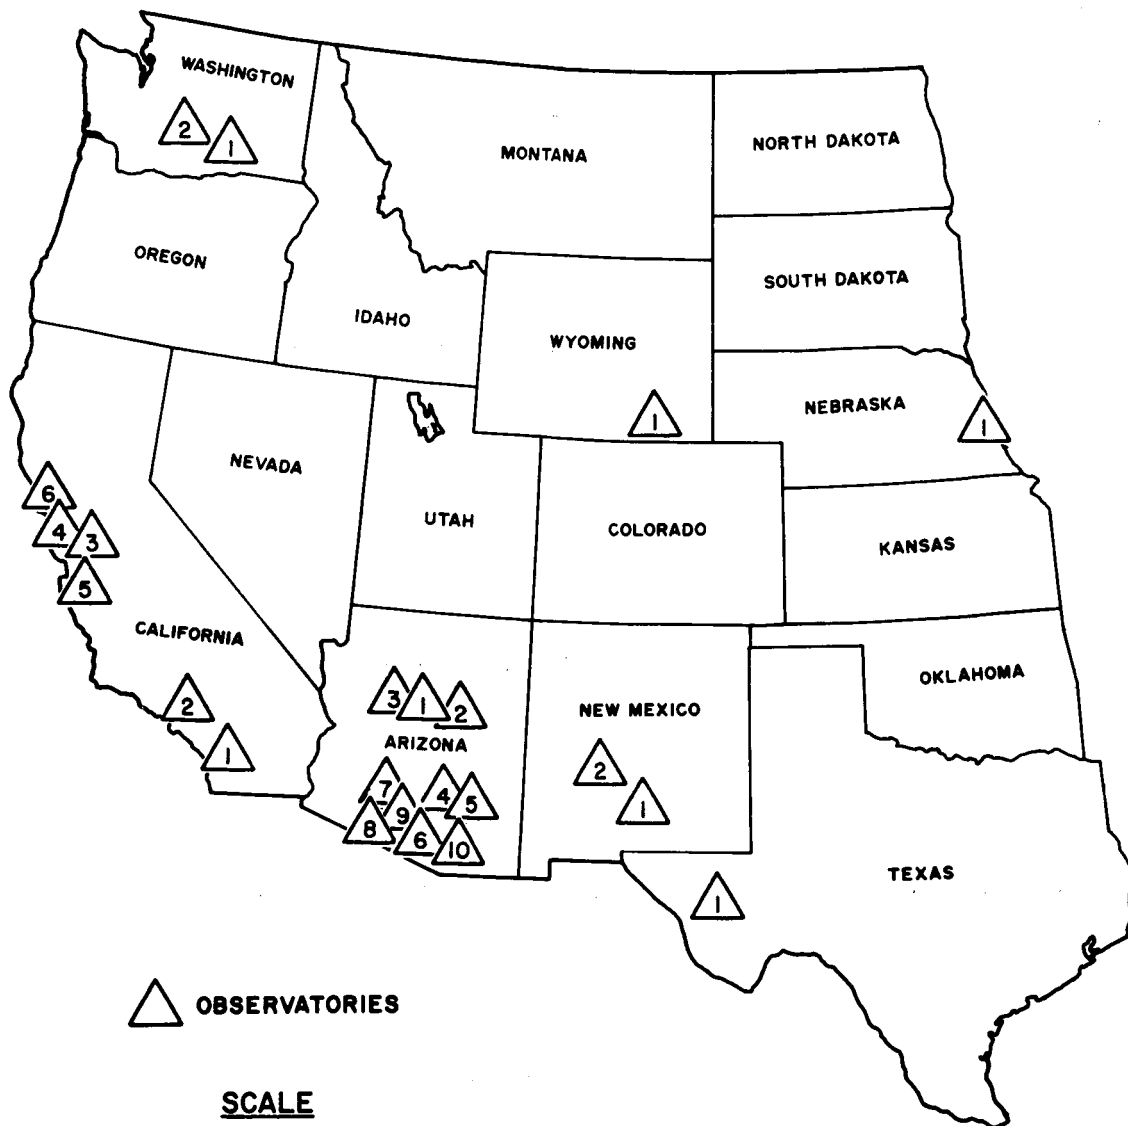 WASHINGTON
2
1
MONTANA
NORTH DAKOTA
OREGON
SOUTH DAKOTA
IDAHO
WYOMING
1
NEBRASKA
1
NEVADA
6
4
3
5
UTAH
COLORADO
KANSAS
CALIFORNIA
2
1
3
1
2
ARIZONA
7
4
5
9
8
6
10
NEW MEXICO
2
1
OKLAHOMA
TEXAS
1
OBSERVATORIES
SCALE